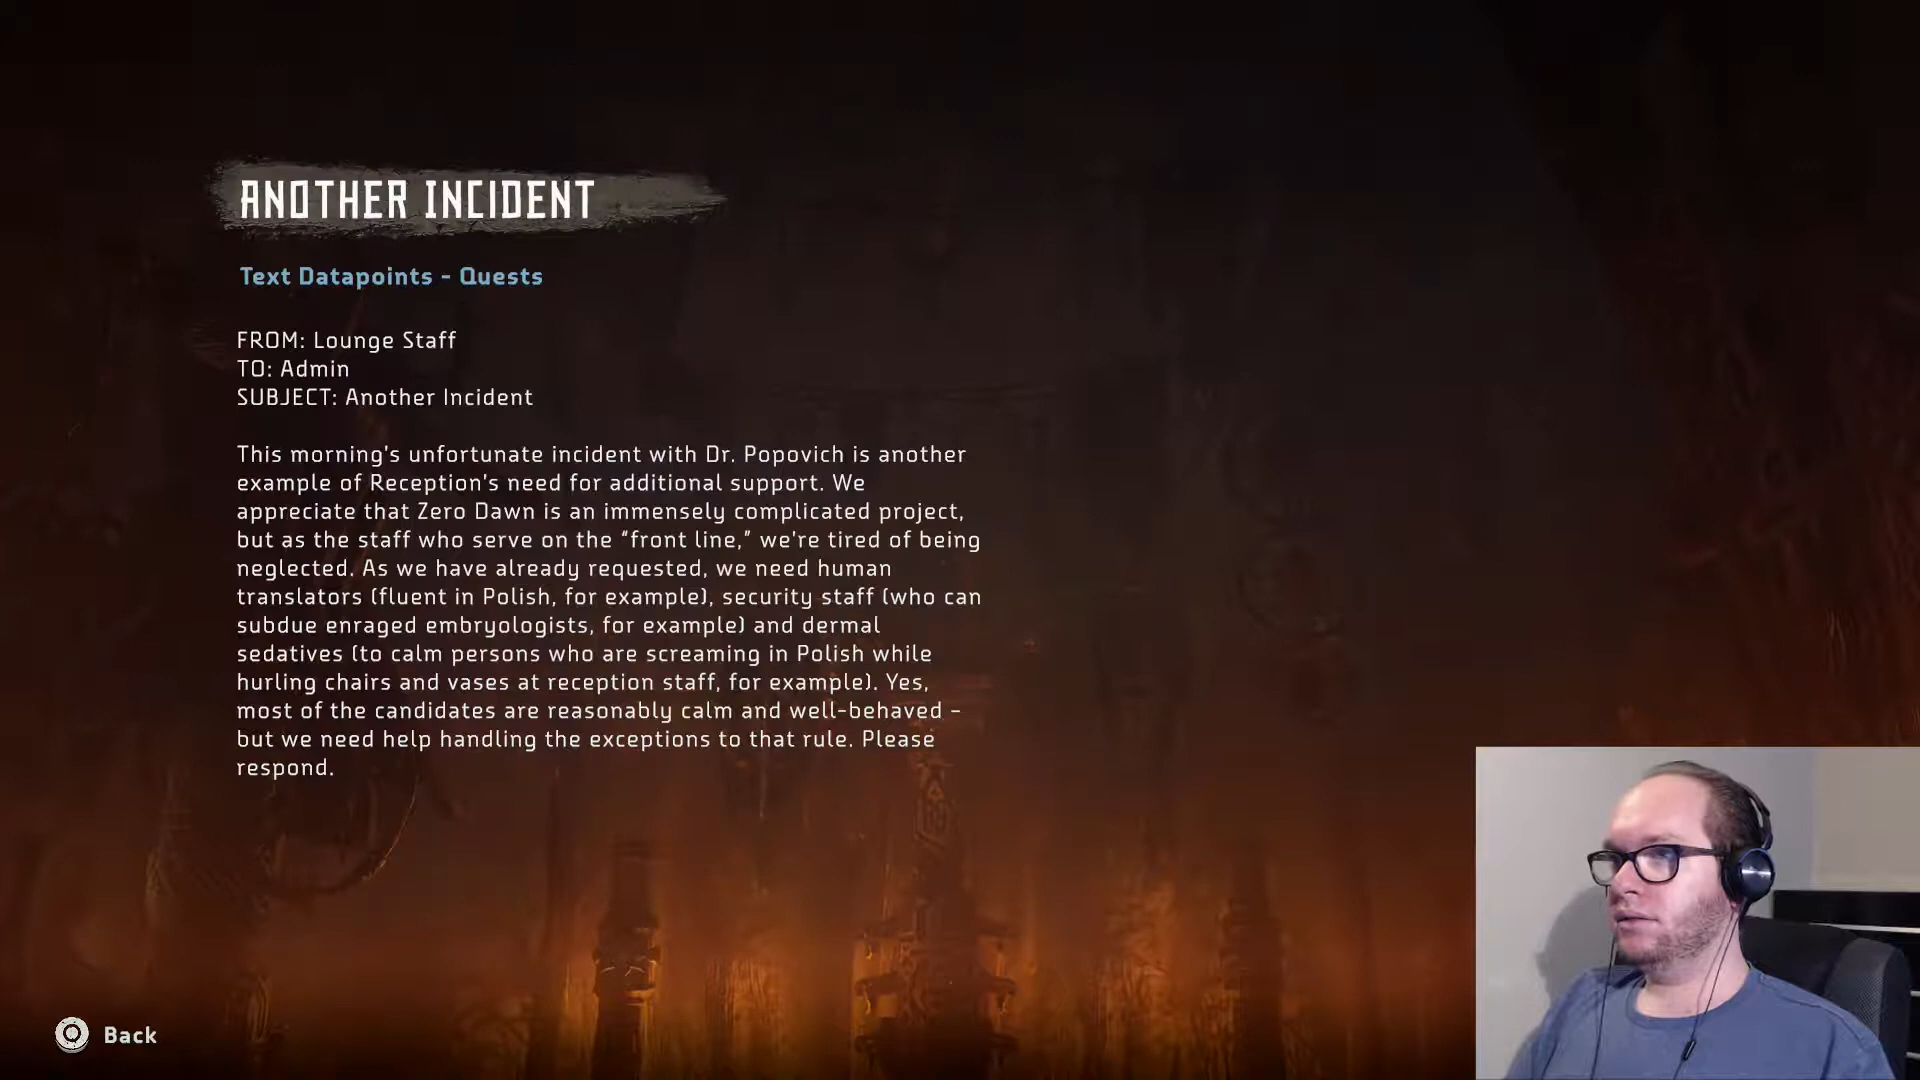 ANOTHER INCIDENT
Text Datapoints - Quests
FROM: Lounge Staff
TO: Admin
SUBJECT: Another Incident
This morning's unfortunate incident with Dr. Popovich is another
example of Reception's need for additional support. We
appreciate that Zero Dawn is an immensely complicated project,
but as the staff who serve on the “front line,” we're tired of being
neglected. As we have already requested, we need human
translators (fluent in Polish, for example), security staff (who can
subdue enraged embryologists, for example) and dermal
sedatives (to calm persons who are screaming in Polish while
hurling chairs and vases at reception staff, for example). Yes,
most of the candidates are reasonably calm and well-behaved –
but we need help handling the exceptions to that rule. Please
respond.
Back